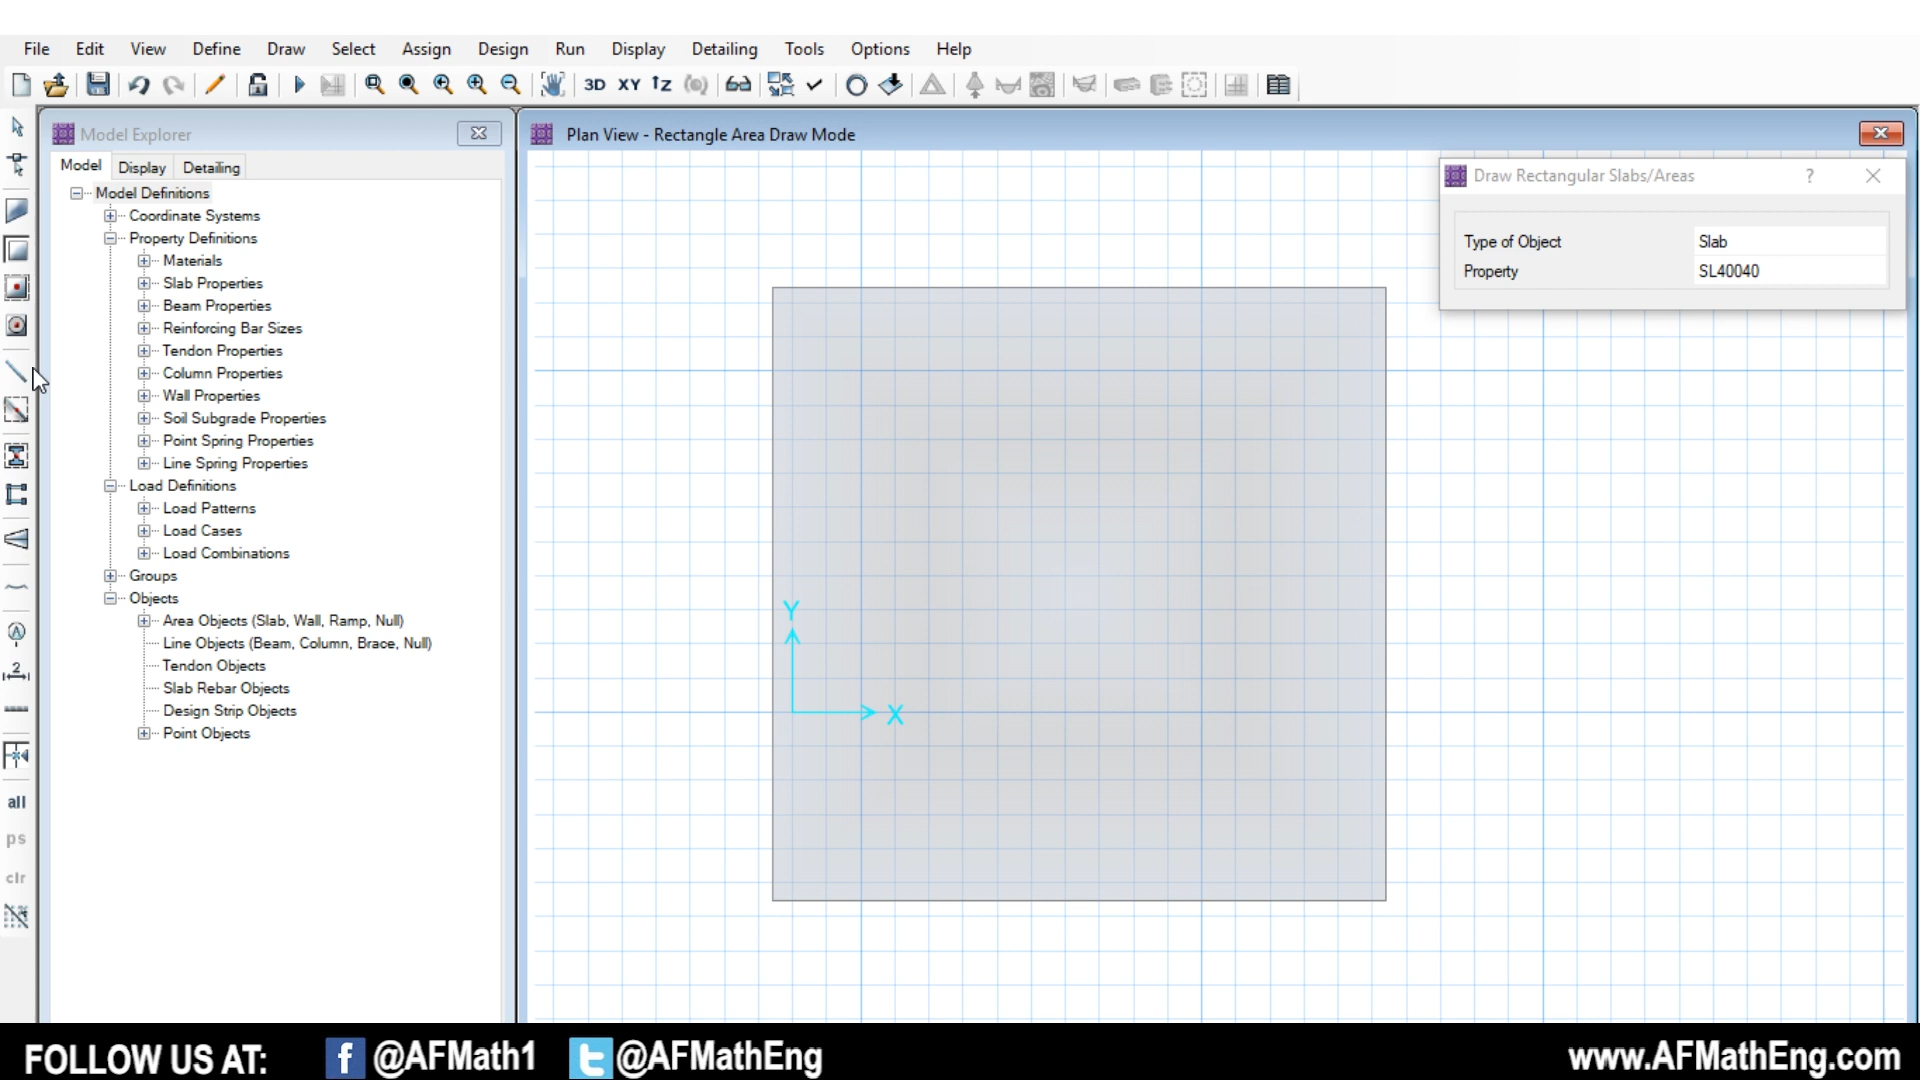 File Edit View Define Draw Select Assign Design Run Display Detailing Tools Options Help
3D XY
Model Explorer
Model Display Detailing
Model Definitions
Coordinate Systems
Property Definitions
Materials
Slab Properties
Beam Properties
Reinforcing Bar Sizes
Tendon Properties
Column Properties
Wall Properties
Soil Subgrade Properties
Point Spring Properties
Line Spring Properties
Load Definitions
Load Patterns
Load Cases
Load Combinations
Groups
Objects
Area Objects (Slab, Wall, Ramp, Null)
Line Objects (Beam, Column, Brace, Null)
Tendon Objects
Slab Rebar Objects
Design Strip Objects
Point Objects
all
ps
clr
Plan View - Rectangle Area Draw Mode
Y
X
Draw Rectangular Slabs/Areas ?
Type of Object Slab
Property SL40040
FOLLOW US AT: f @AFMath1 t @AFMathEng www.AFMathEng.com